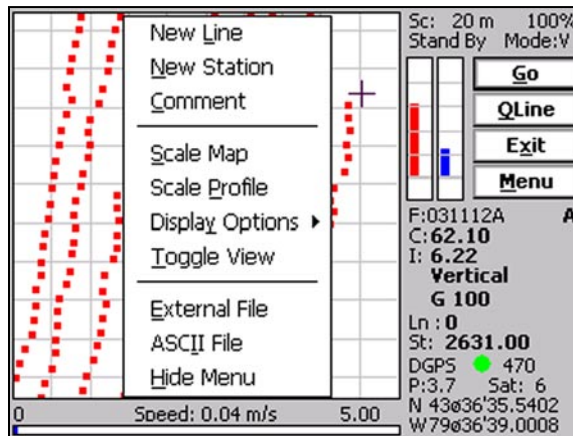 New Line
New Station
Comment
Scale Map
Scale Profile
Display Options
Toggle View
External File
ASCII File
Hide Menu
0 Speed: 0.04 m/s 5.00
Sc: 20 m 100%
Stand By Mode:V
Go
QLine
Exit
Menu
F:031112A A
C:62.10
I: 6.22
Vertical
G 100
Ln :0
St: 2631.00
DGPS 470
P:3.7 Sat: 6
N 43ø36'35.5402
W79ø36'39.0008